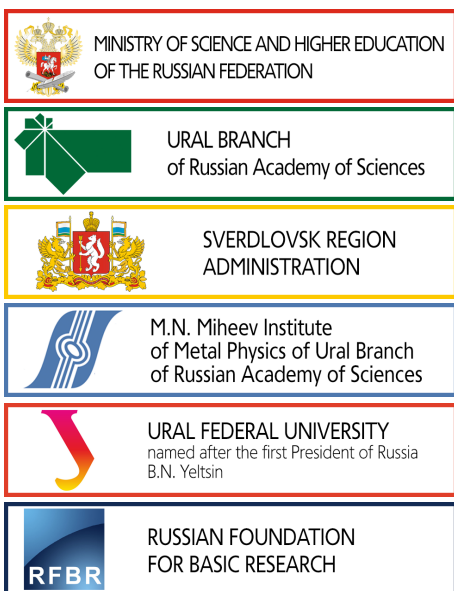 MINISTRY OF SCIENCE AND HIGHER EDUCATION
OF THE RUSSIAN FEDERATION
URAL BRANCH
of Russian Academy of Sciences
SVERDLOVSK REGION
ADMINISTRATION
M.N. Miheev Institute
of Metal Physics of Ural Branch
of Russian Academy of Sciences
URAL FEDERAL UNIVERSITY
named after the first President of Russia
B.N. Yeltsin
RFBR
RUSSIAN FOUNDATION
FOR BASIC RESEARCH